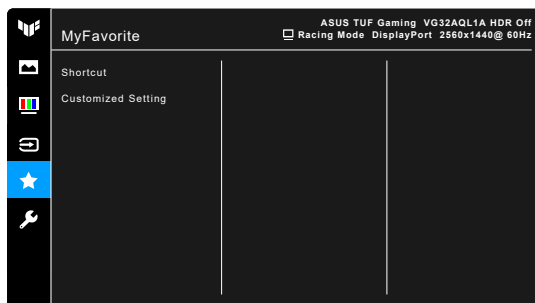 ASUS TUF Gaming VG32AQL1A HDR Off
MyFavorite
Racing Mode DisplayPort 2560x1440@ 60Hz
Shortcut
Customized Setting